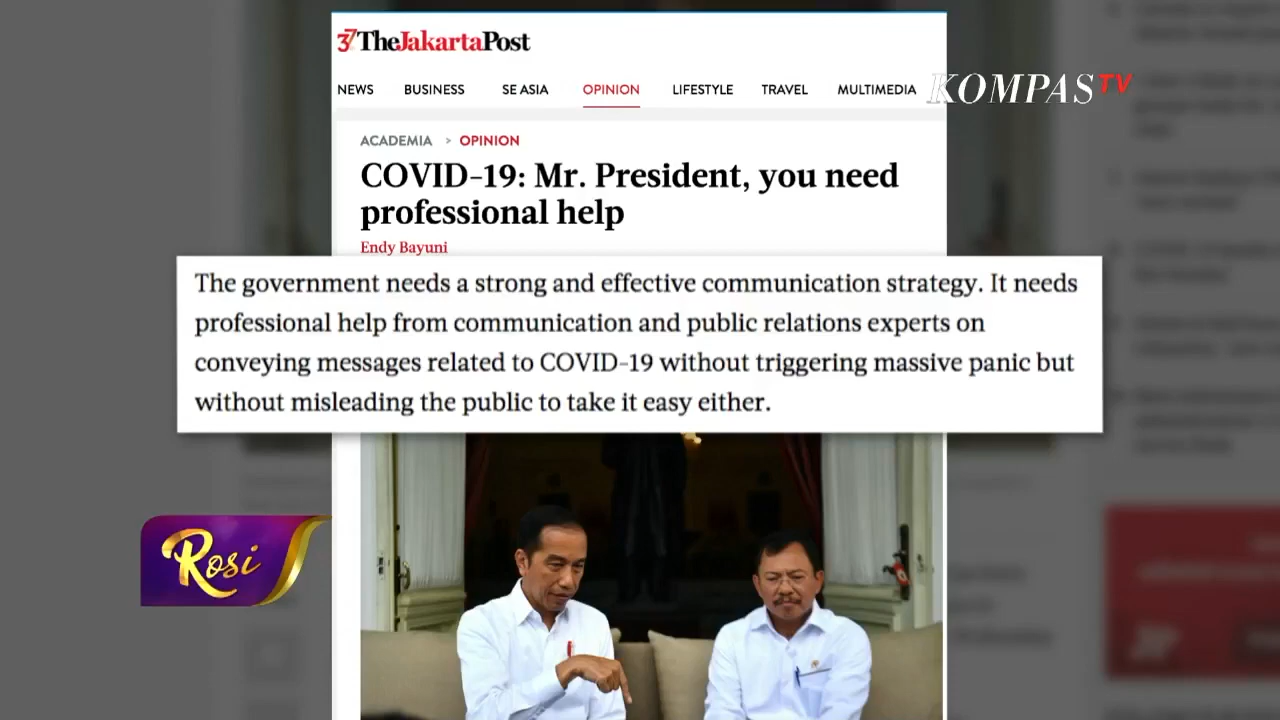 37 TheJakartaPost
NEWS BUSINESS SE ASIA OPINION LIFESTYLE TRAVEL MULTIMEDIA
KOMPAS TV
ACADEMIA > OPINION
COVID-19: Mr. President, you need
professional help
Endy Bayuni
The government needs a strong and effective communication strategy. It needs
professional help from communication and public relations experts on
conveying messages related to COVID-19 without triggering massive panic but
without misleading the public to take it easy either.
Rosi